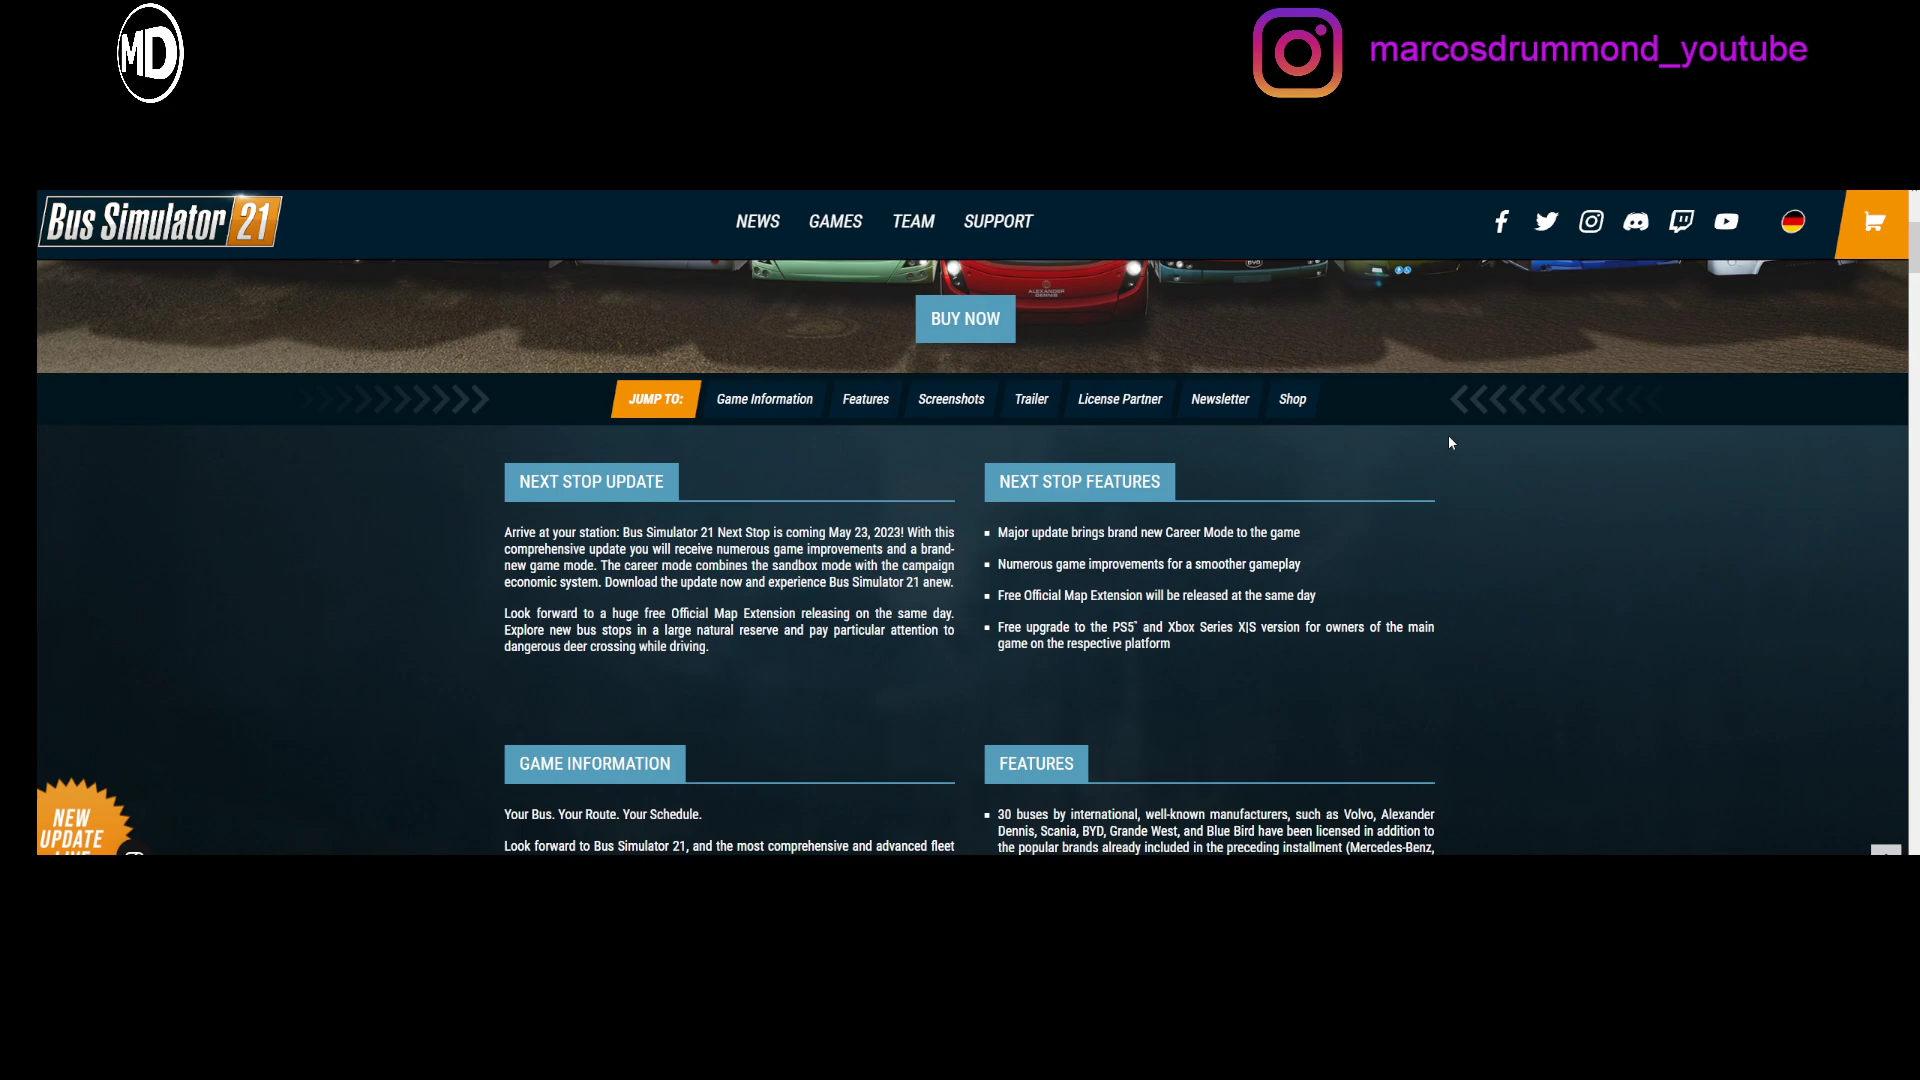 MD
marcosdrummond_youtube
Bus Simulator 21
NEWS GAMES TEAM SUPPORT
ALEXANDER
DENNIS
BYD
BUY NOW
JUMP TO: Game Information Features Screenshots Trailer License Partner Newsletter Shop
NEXT STOP UPDATE
Arrive at your station: Bus Simulator 21 Next Stop is coming May 23, 2023! With this
comprehensive update you will receive numerous game improvements and a brand-
new game mode. The career mode combines the sandbox mode with the campaign
economic system. Download the update now and experience Bus Simulator 21 anew.
Look forward to a huge free Official Map Extension releasing on the same day.
Explore new bus stops in a large natural reserve and pay particular attention to
dangerous deer crossing while driving.
NEXT STOP FEATURES
Major update brings brand new Career Mode to the game
Numerous game improvements for a smoother gameplay
Free Official Map Extension will be released at the same day
Free upgrade to the PS5™ and Xbox Series X|S version for owners of the main
game on the respective platform
GAME INFORMATION
Your Bus. Your Route. Your Schedule.
Look forward to Bus Simulator 21, and the most comprehensive and advanced fleet
FEATURES
30 buses by international, well-known manufacturers, such as Volvo, Alexander
Dennis, Scania, BYD, Grande West, and Blue Bird have been licensed in addition to
the popular brands already included in the preceding installment (Mercedes-Benz,
NEW
UPDATE
LIVE